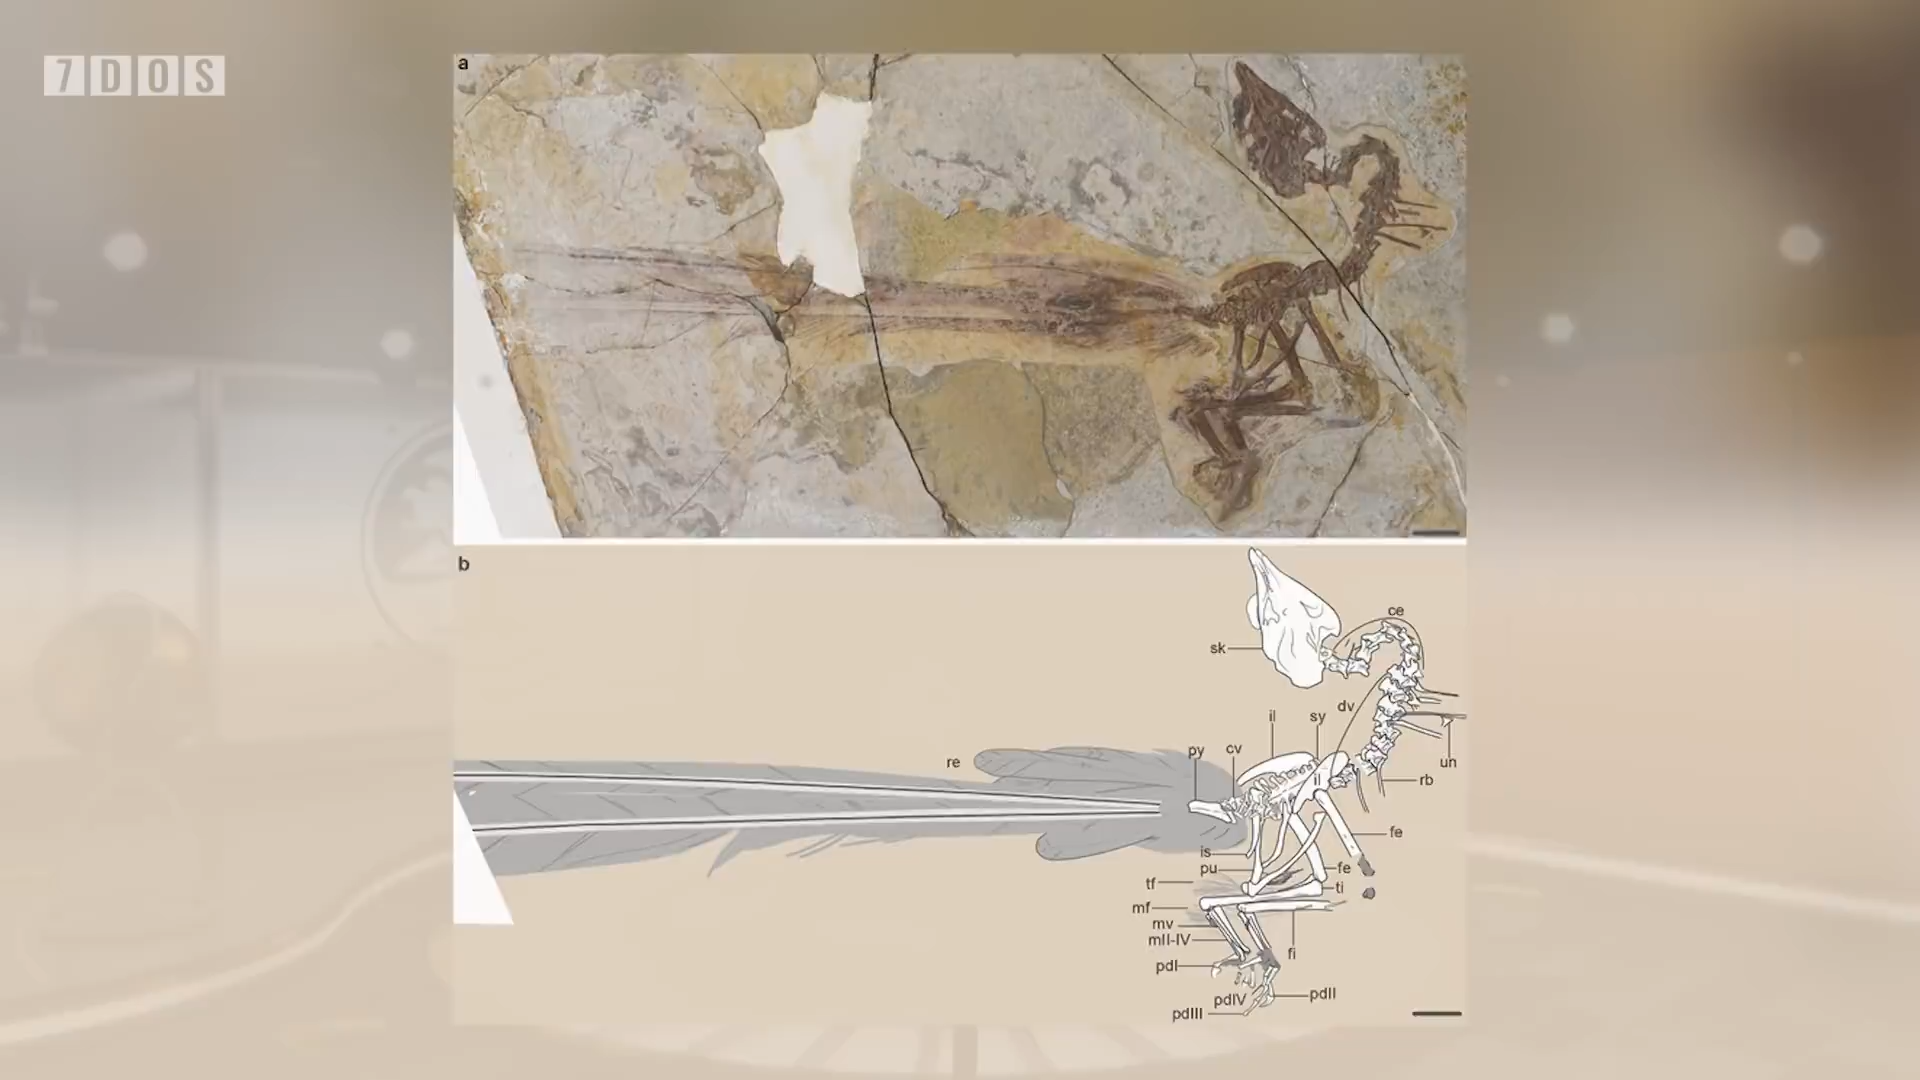 7DOS
a
b
ce
sk
dv
il
sy
py
cv
re
un
il
rb
fe
is
pu
fe
tf
ti
mf
mv
mII-IV
fi
pdI
pdIV
pdII
pdIII